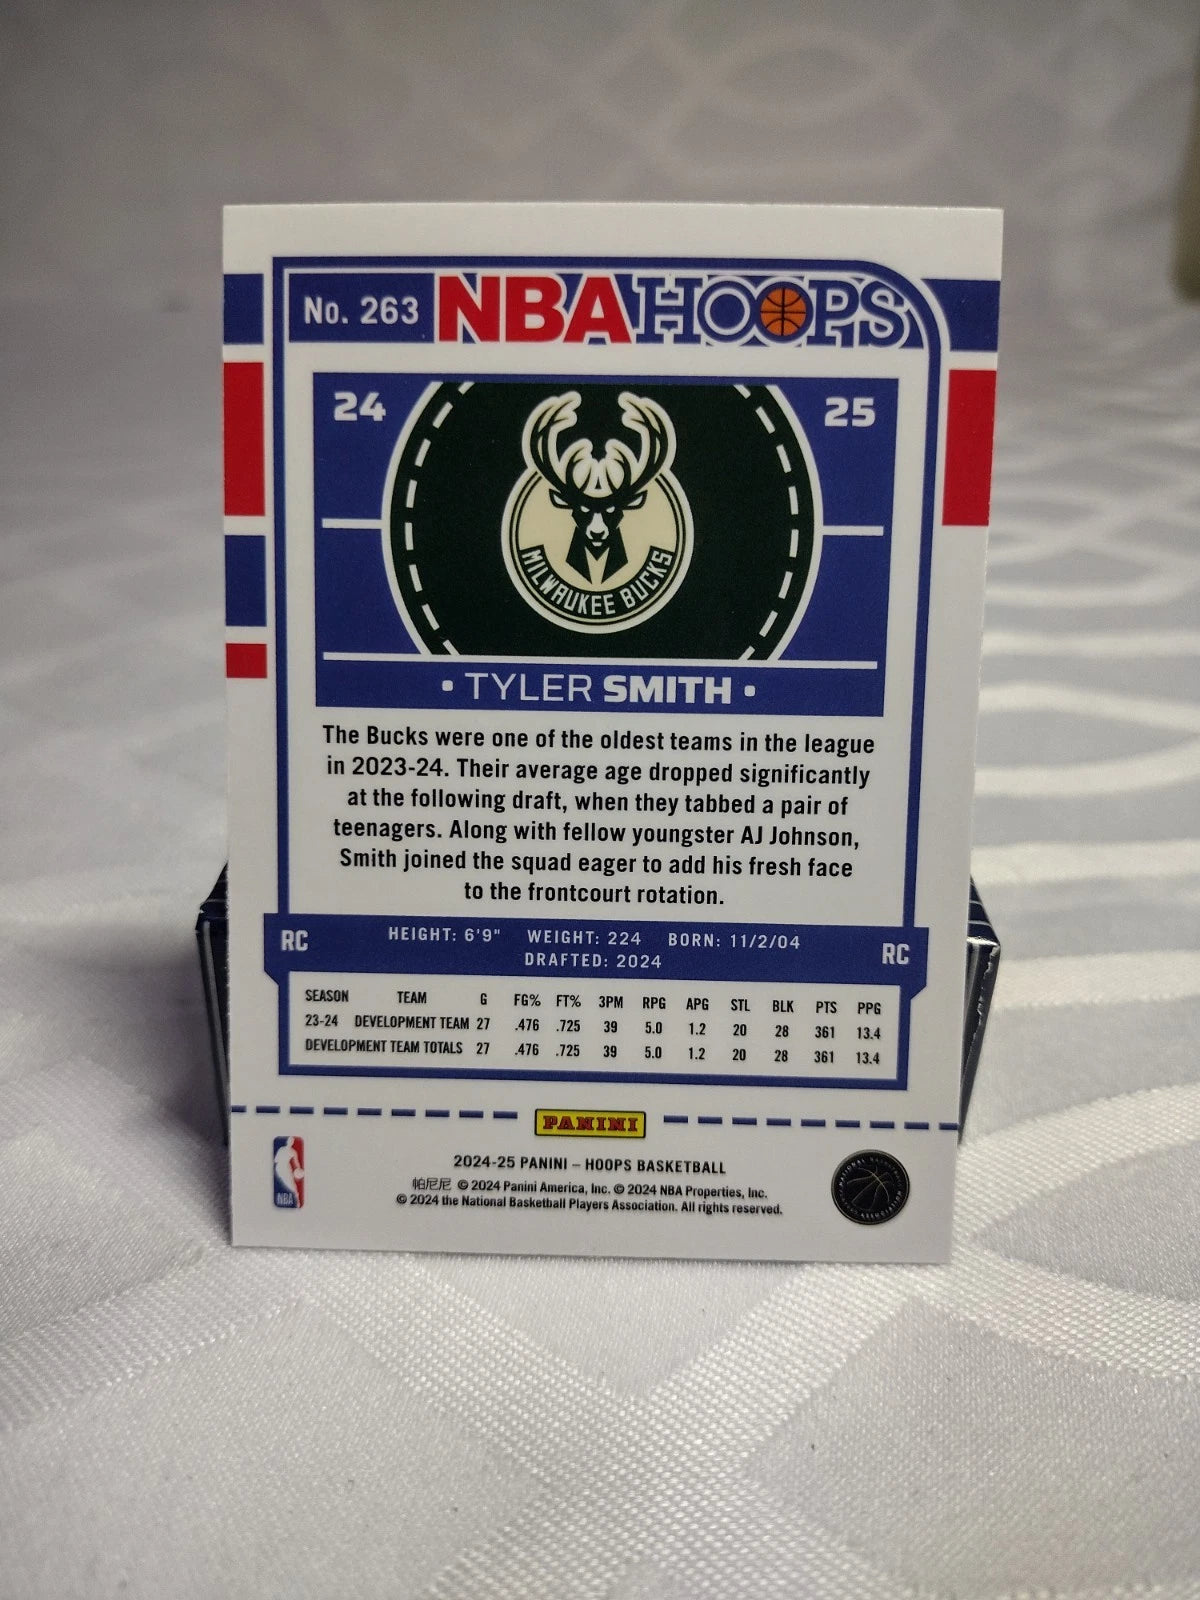 No. 263 NBA HOOPS
24 25
MILWAUKEE BUCKS
• TYLER SMITH •
The Bucks were one of the oldest teams in the league
in 2023-24. Their average age dropped significantly
at the following draft, when they tabbed a pair of
teenagers. Along with fellow youngster AJ Johnson,
Smith joined the squad eager to add his fresh face
to the frontcourt rotation.
RC HEIGHT: 6'9" WEIGHT: 224 BORN: 11/2/04 RC
DRAFTED: 2024
SEASON TEAM G FG% FT% 3PM RPG APG STL BLK PTS PPG
23-24 DEVELOPMENT TEAM 27 .476 .725 39 5.0 1.2 20 28 361 13.4
DEVELOPMENT TEAM TOTALS 27 .476 .725 39 5.0 1.2 20 28 361 13.4
PANINI
2024-25 PANINI – HOOPS BASKETBALL
帕尼尼 © 2024 Panini America, Inc. © 2024 NBA Properties, Inc.
© 2024 the National Basketball Players Association. All rights reserved.
NBA
NATIONAL BASKETBALL
ASSOCIATION